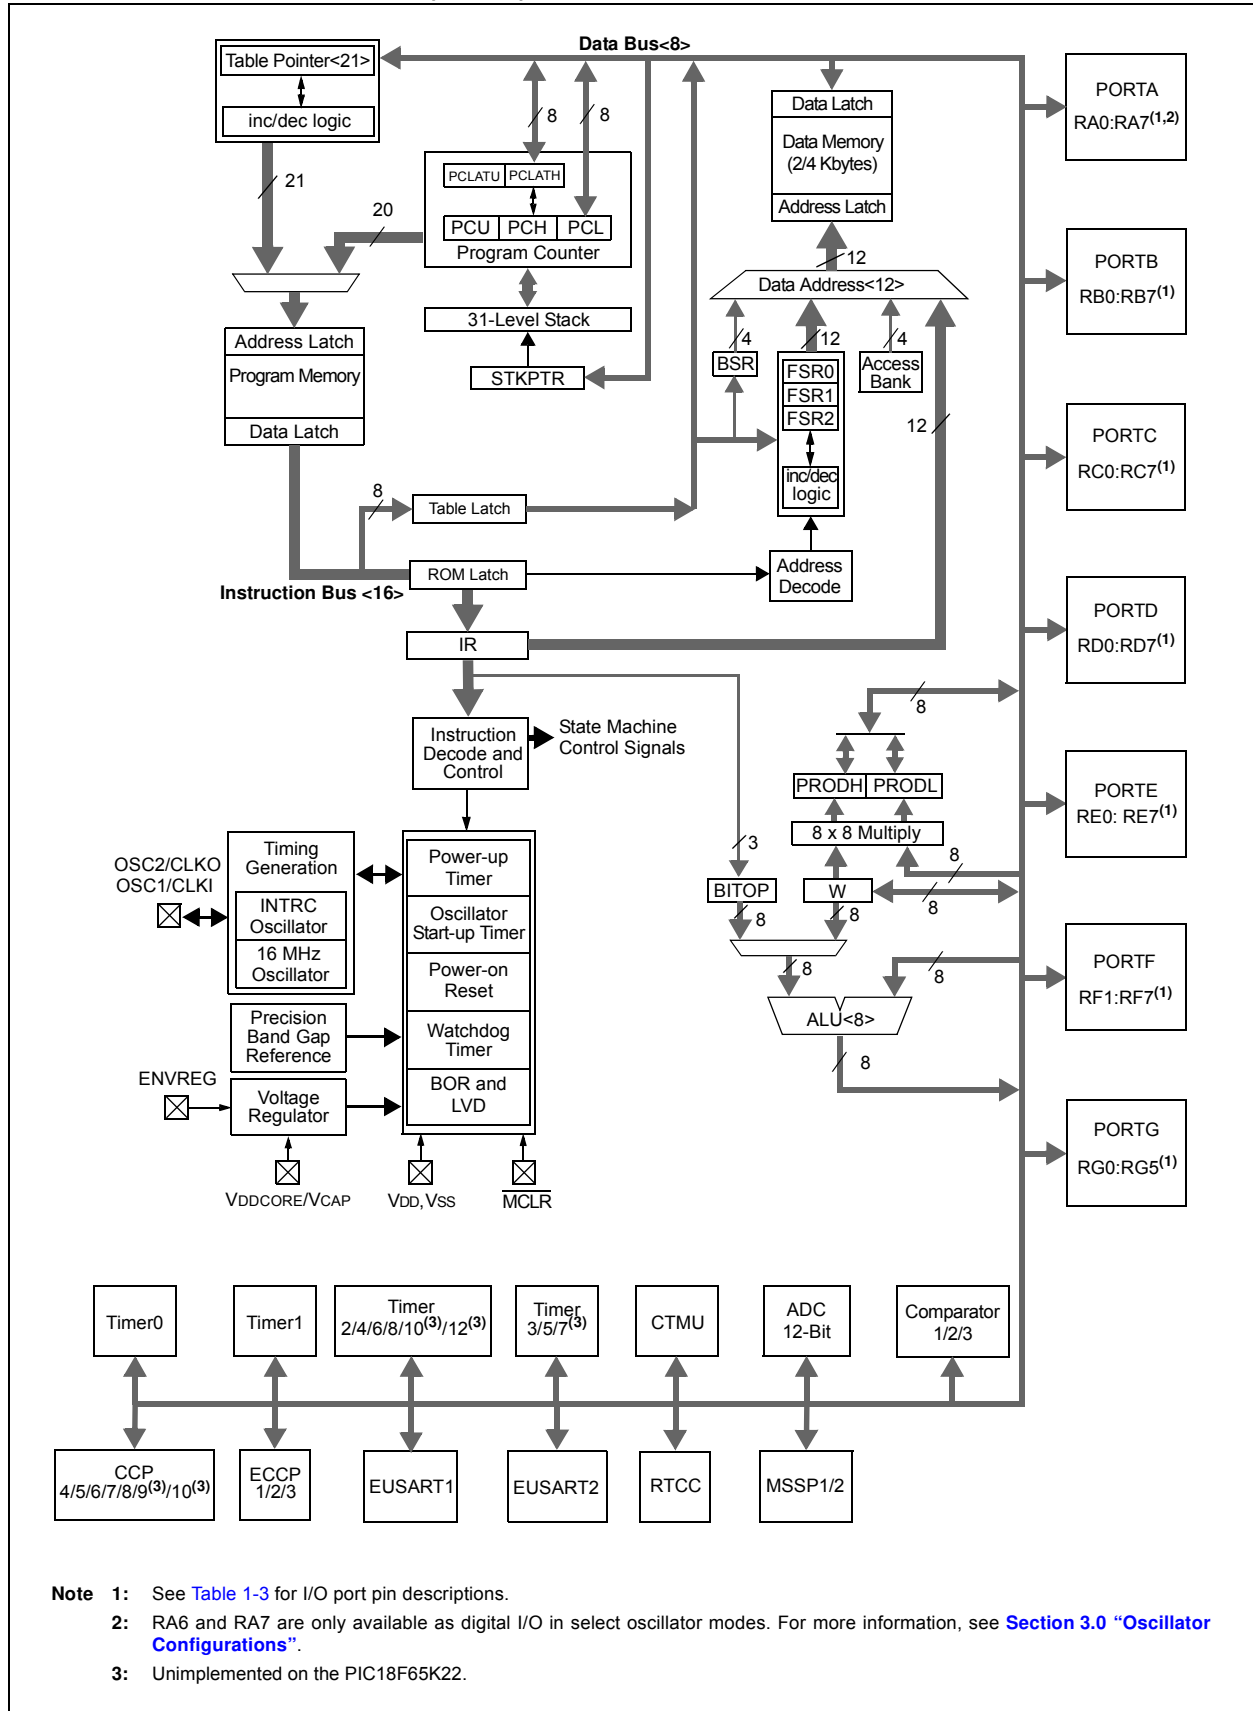 Data Bus<8>
Table Pointer<21>
inc/dec logic
21
20
8
8
PCLATU PCLATH
PCU PCH PCL
Program Counter
31-Level Stack
STKPTR
Address Latch
Program Memory
Data Latch
8
Table Latch
ROM Latch
Instruction Bus <16>
IR
Data Latch
Data Memory
(2/4 Kbytes)
Address Latch
12
Data Address<12>
4
12
4
BSR
FSR0
FSR1
FSR2
inc/dec
logic
Access
Bank
12
Address
Decode
PORTA
RA0:RA7(1,2)
PORTB
RB0:RB7(1)
PORTC
RC0:RC7(1)
PORTD
RD0:RD7(1)
PORTE
RE0: RE7(1)
PORTF
RF1:RF7(1)
PORTG
RG0:RG5(1)
Instruction
Decode and
Control
State Machine
Control Signals
8
PRODH PRODL
8 x 8 Multiply
3
8
BITOP
W
8
8
8
8
8
ALU<8>
8
OSC2/CLKO
OSC1/CLKI
Timing
Generation
INTRC
Oscillator
16 MHz
Oscillator
Power-up
Timer
Oscillator
Start-up Timer
Power-on
Reset
Watchdog
Timer
BOR and
LVD
Precision
Band Gap
Reference
ENVREG
Voltage
Regulator
VDDCORE/VCAP
VDD, VSS
MCLR
Timer0
Timer1
Timer
2/4/6/8/10(3)/12(3)
Timer
3/5/7(3)
CTMU
ADC
12-Bit
Comparator
1/2/3
CCP
4/5/6/7/8/9(3)/10(3)
ECCP
1/2/3
EUSART1
EUSART2
RTCC
MSSP1/2
Note 1: See Table 1-3 for I/O port pin descriptions.
2: RA6 and RA7 are only available as digital I/O in select oscillator modes. For more information, see Section 3.0 “Oscillator
Configurations”.
3: Unimplemented on the PIC18F65K22.